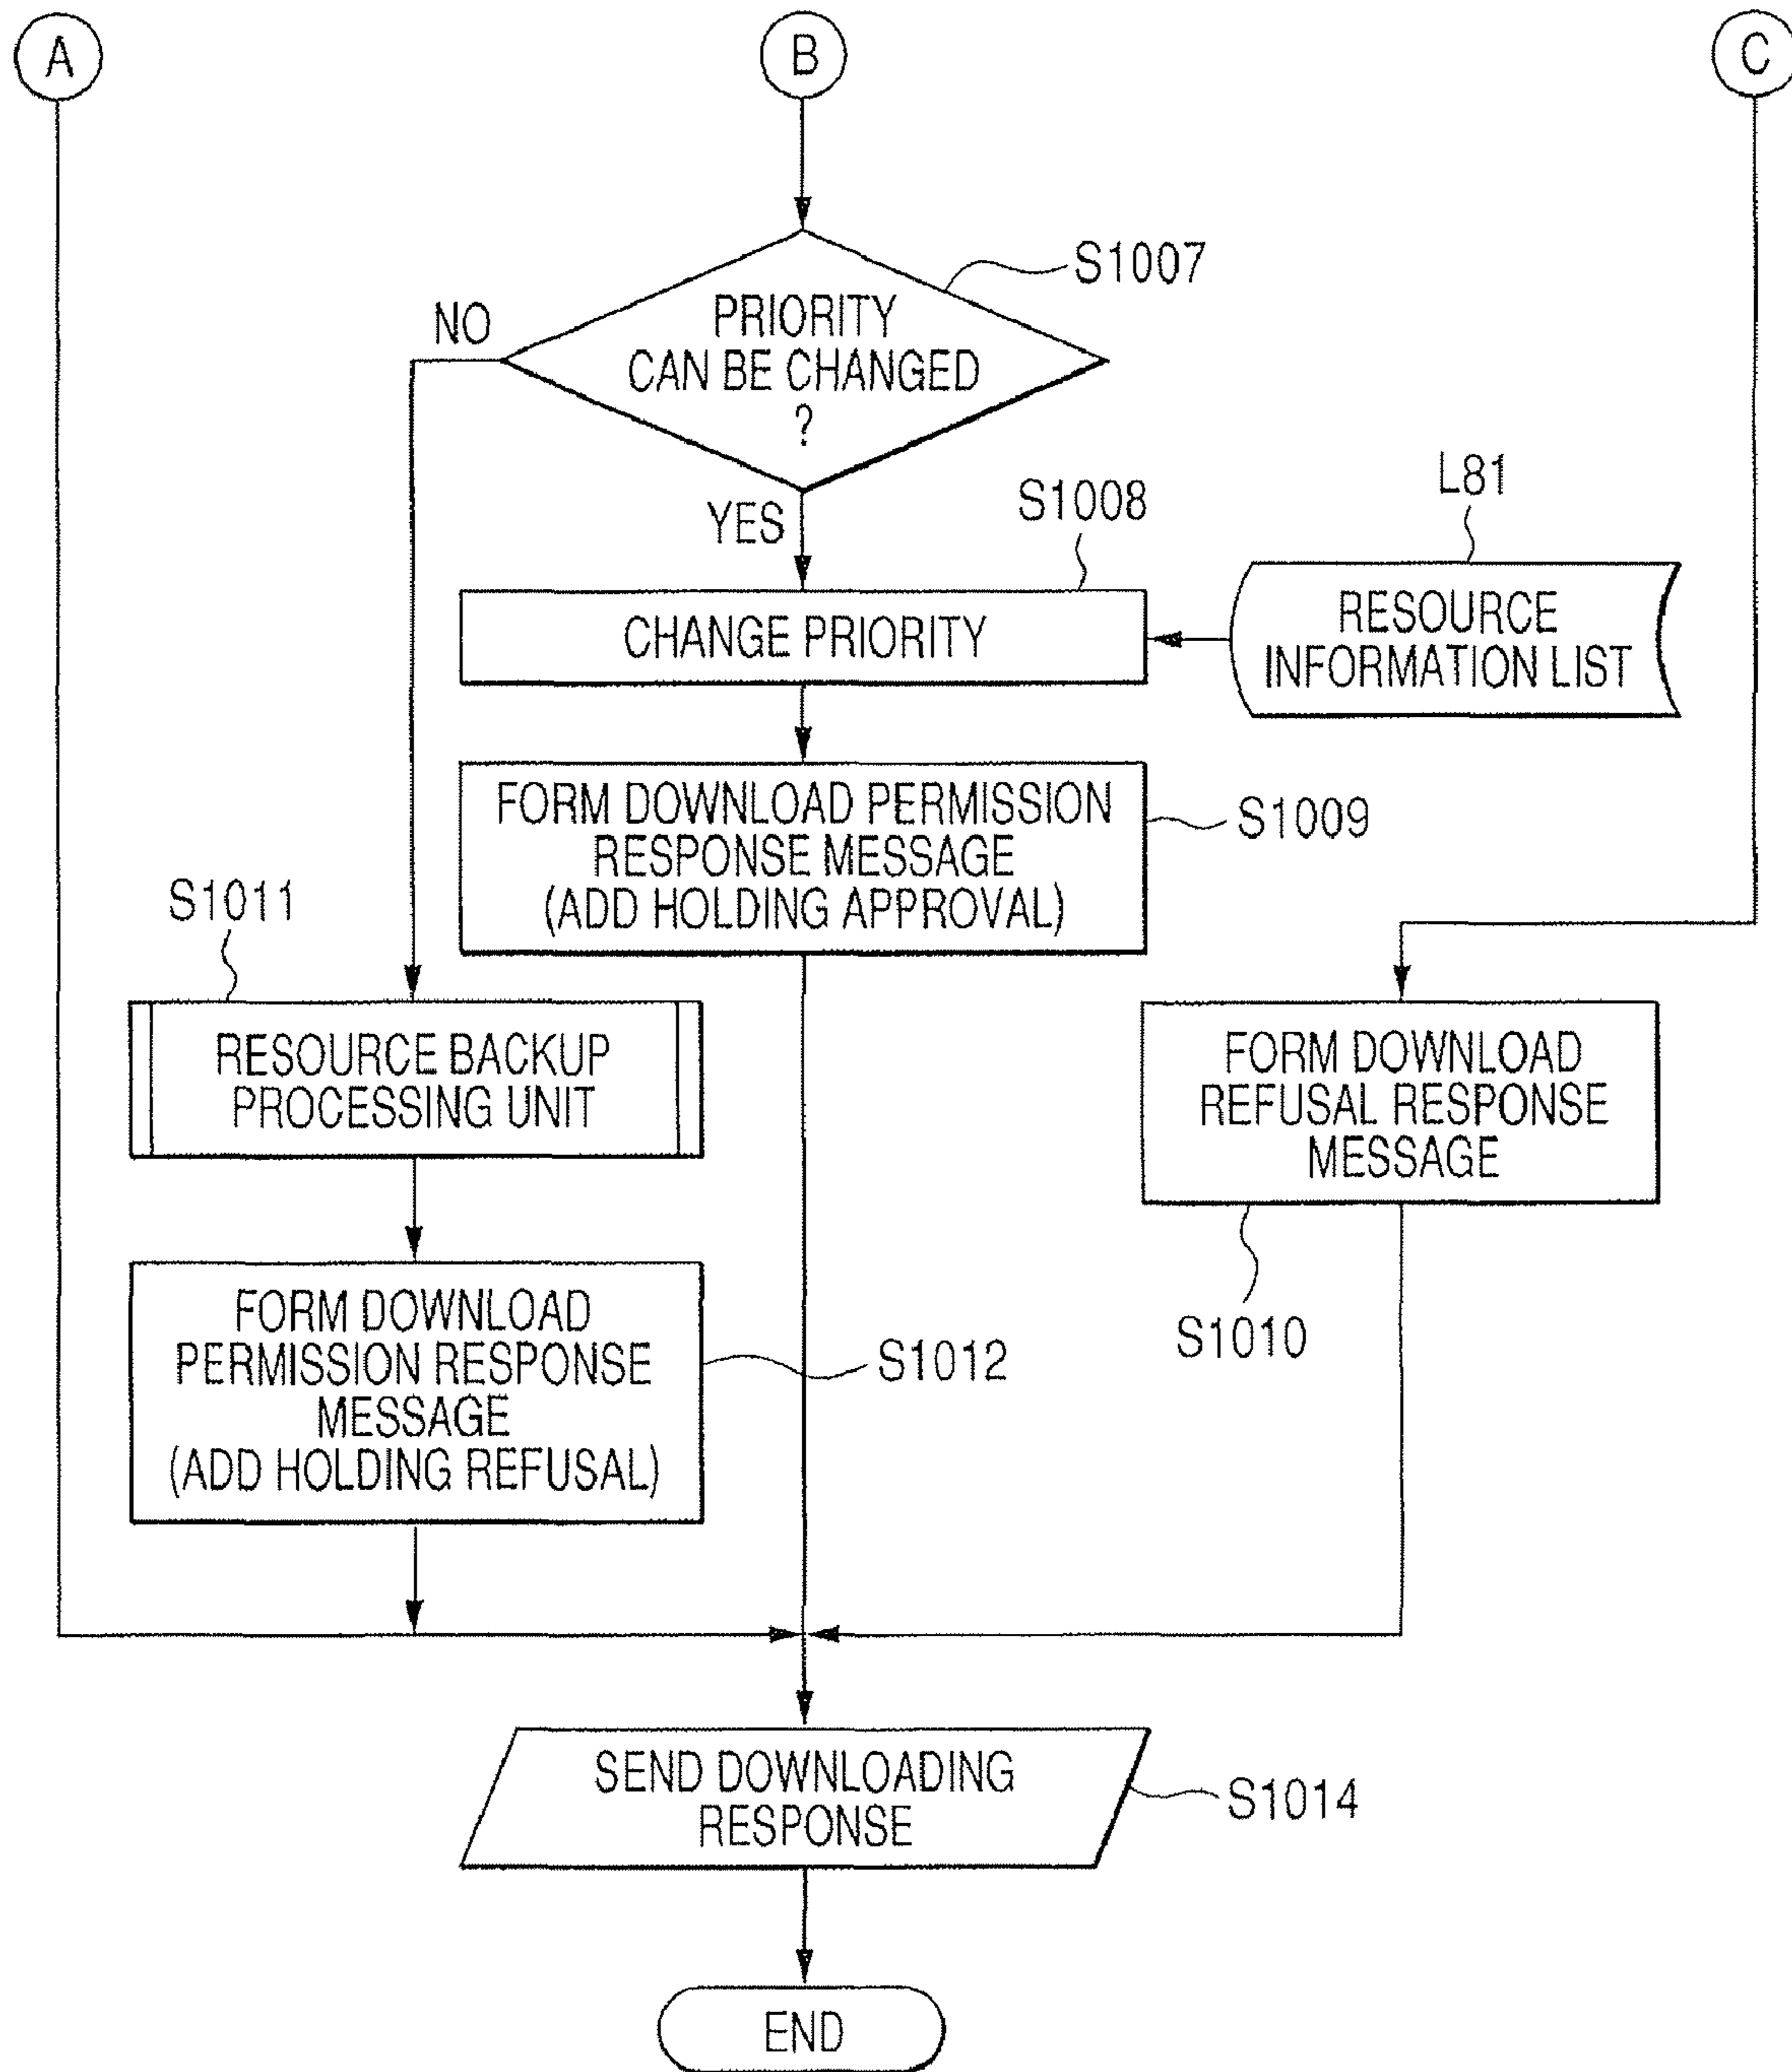 A
B
C
S1007
NO
PRIORITY
CAN BE CHANGED
?
YES
S1008
L81
CHANGE PRIORITY
RESOURCE
INFORMATION LIST
FORM DOWNLOAD PERMISSION
RESPONSE MESSAGE
(ADD HOLDING APPROVAL)
S1009
S1011
RESOURCE BACKUP
PROCESSING UNIT
FORM DOWNLOAD
REFUSAL RESPONSE
MESSAGE
S1010
FORM DOWNLOAD
PERMISSION RESPONSE
MESSAGE
(ADD HOLDING REFUSAL)
S1012
SEND DOWNLOADING
RESPONSE
S1014
END